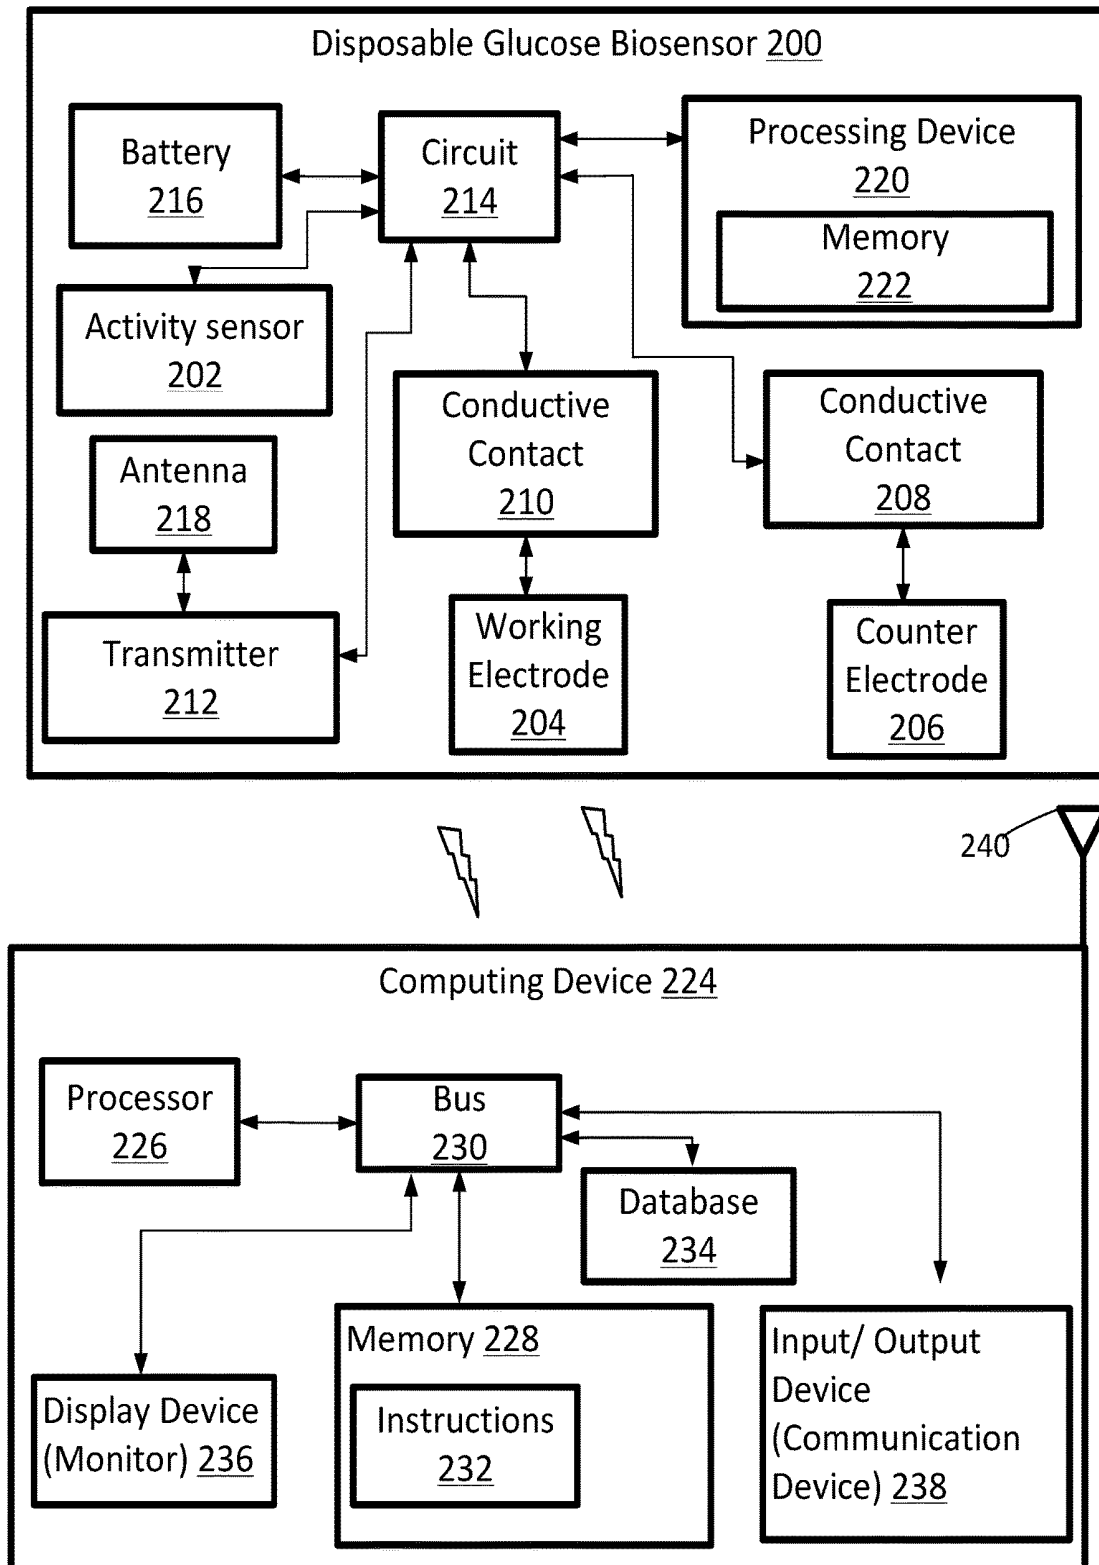 Disposable Glucose Biosensor 200
Battery
216
Circuit
214
Processing Device
220
Memory
222
Activity sensor
202
Conductive
Contact
210
Conductive
Contact
208
Antenna
218
Transmitter
212
Working
Electrode
204
Counter
Electrode
206
240
Computing Device 224
Processor
226
Bus
230
Database
234
Memory 228
Instructions
232
Display Device
(Monitor) 236
Input/ Output
Device
(Communication
Device) 238